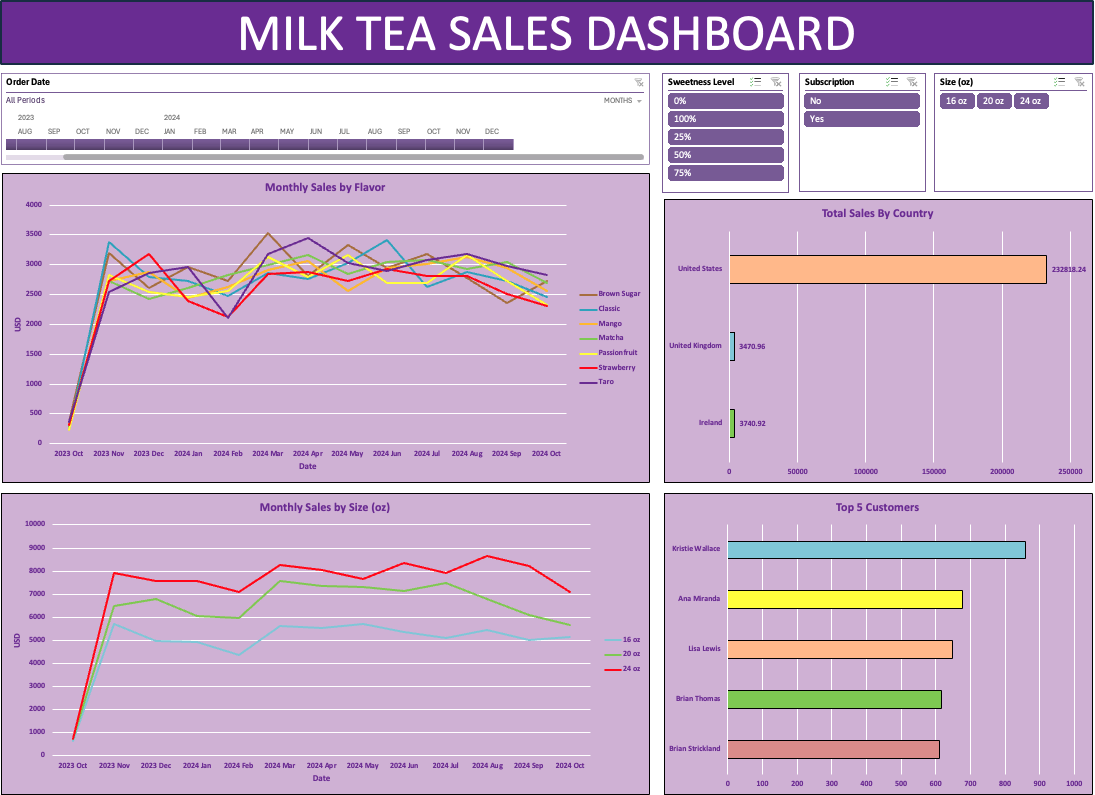 MILK TEA SALES DASHBOARD
Order Date
All Periods
MONTHS
2023 2024
AUG SEP OCT NOV DEC JAN FEB MAR APR MAY JUN JUL AUG SEP OCT NOV DEC
Sweetness Level
0%
100%
25%
50%
75%
Subscription
No
Yes
Size (oz)
16 oz 20 oz 24 oz
Monthly Sales by Flavor
4000
3500
3000
2500
2000
1500
1000
500
0
USD
2023 Oct 2023 Nov 2023 Dec 2024 Jan 2024 Feb 2024 Mar 2024 Apr 2024 May 2024 Jun 2024 Jul 2024 Aug 2024 Sep 2024 Oct
Date
Brown Sugar
Classic
Mango
Matcha
Passionfruit
Strawberry
Taro
Total Sales By Country
United States 232818.24
United Kingdom 3470.96
Ireland 3740.92
0 50000 100000 150000 200000 250000
Monthly Sales by Size (oz)
10000
9000
8000
7000
6000
5000
4000
3000
2000
1000
0
USD
2023 Oct 2023 Nov 2023 Dec 2024 Jan 2024 Feb 2024 Mar 2024 Apr 2024 May 2024 Jun 2024 Jul 2024 Aug 2024 Sep 2024 Oct
Date
16 oz
20 oz
24 oz
Top 5 Customers
Kristie Wallace
Ana Miranda
Lisa Lewis
Brian Thomas
Brian Strickland
0 100 200 300 400 500 600 700 800 900 1000